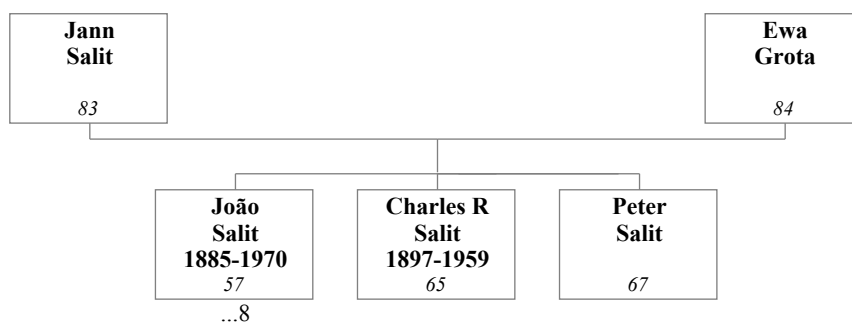 Jann
Salit
83
Ewa
Grota
84
João
Salit
1885-1970
57
...8
Charles R
Salit
1897-1959
65
Peter
Salit
67